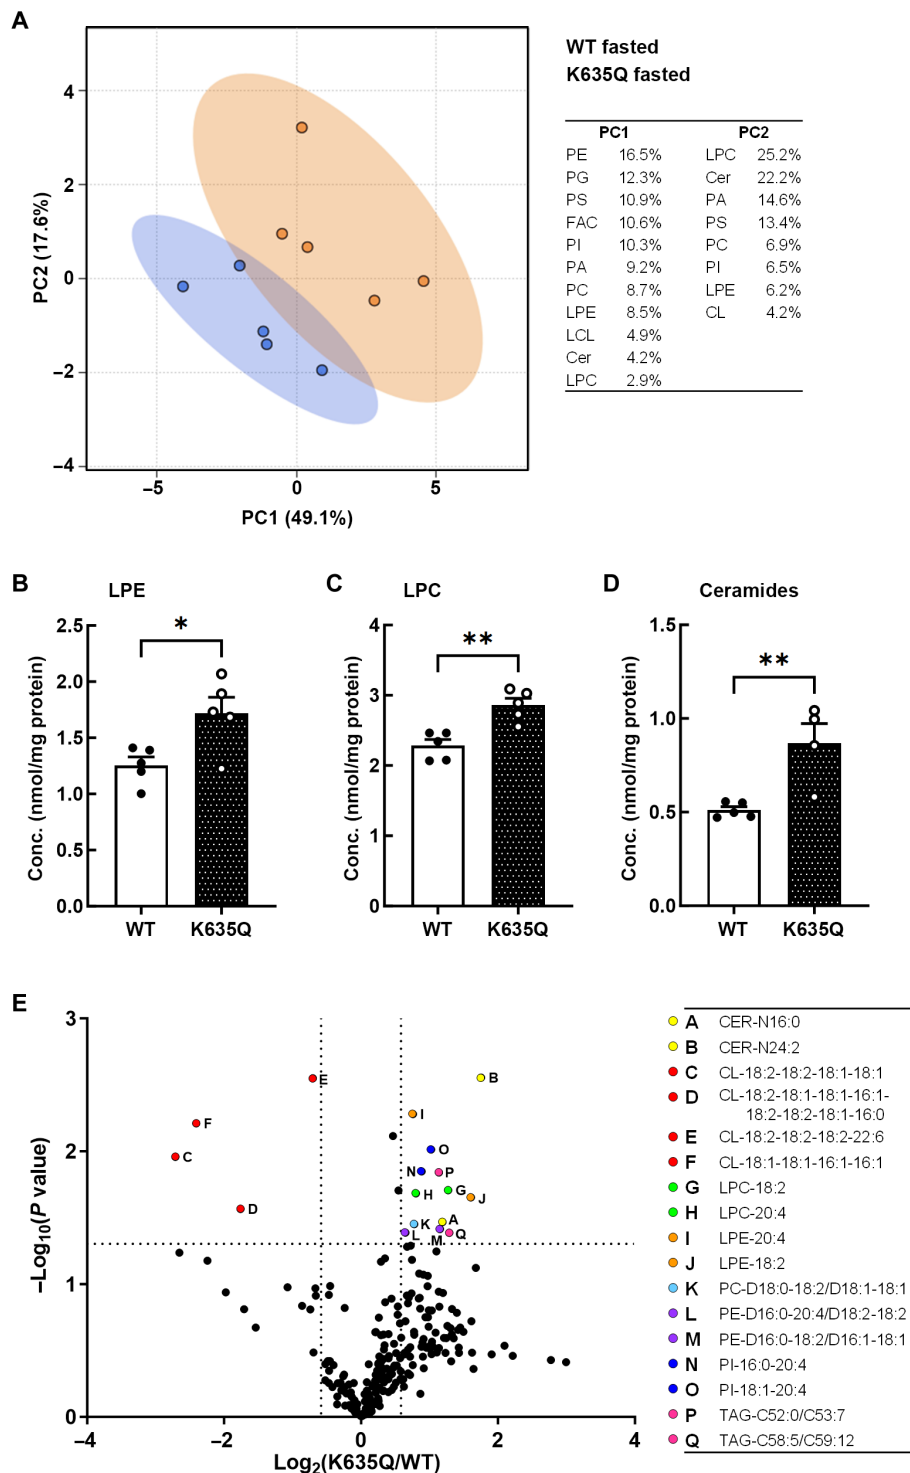 A
WT fasted
K635Q fasted
PC1 PC2
PE 16.5% LPC 25.2%
PG 12.3% Cer 22.2%
PS 10.9% PA 14.6%
FAC 10.6% PS 13.4%
PI 10.3% PC 6.9%
PA 9.2% PI 6.5%
PC 8.7% LPE 6.2%
LPE 8.5% CL 4.2%
LCL 4.9%
Cer 4.2%
LPC 2.9%
PC2 (17.6%)
4
2
0
−2
−4
−5 0 5
PC1 (49.1%)
B LPE
Conc. (nmol/mg protein)
2.5
2.0
1.5
1.0
0.5
0.0
*
WT K635Q
C LPC
Conc. (nmol/mg protein)
4
3
2
1
0
**
WT K635Q
D Ceramides
Conc. (nmol/mg protein)
1.5
1.0
0.5
0.0
**
WT K635Q
E
−Log10(P value)
3
2
1
0
E
B
F
I
O
C
N P
H G J
D
K A
L M Q
−4 −2 0 2 4
Log2(K635Q/WT)
A CER-N16:0
B CER-N24:2
C CL-18:2-18:2-18:1-18:1
D CL-18:2-18:1-18:1-16:1-
18:2-18:2-18:1-16:0
E CL-18:2-18:2-18:2-22:6
F CL-18:1-18:1-16:1-16:1
G LPC-18:2
H LPC-20:4
I LPE-20:4
J LPE-18:2
K PC-D18:0-18:2/D18:1-18:1
L PE-D16:0-20:4/D18:2-18:2
M PE-D16:0-18:2/D16:1-18:1
N PI-16:0-20:4
O PI-18:1-20:4
P TAG-C52:0/C53:7
Q TAG-C58:5/C59:12